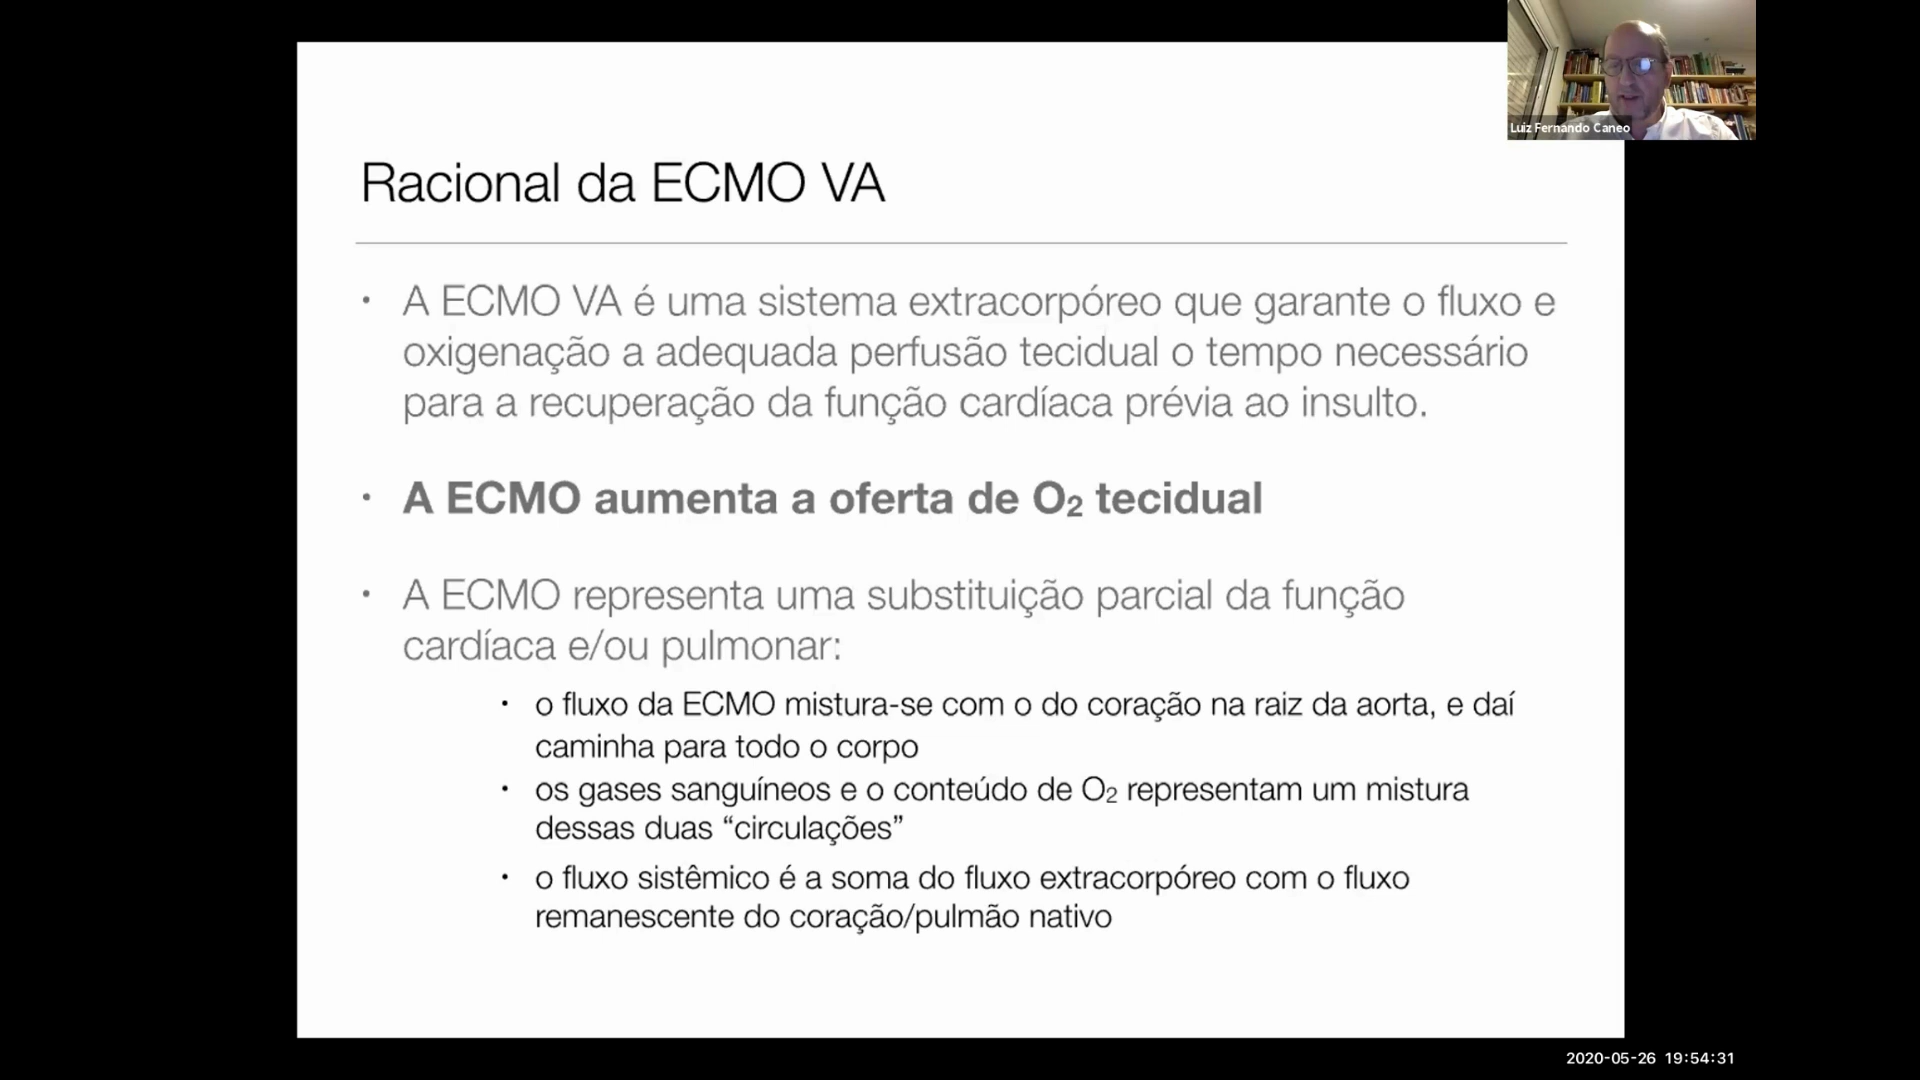 Luiz Fernando Caneo
Racional da ECMO VA
• A ECMO VA é uma sistema extracorpóreo que garante o fluxo e
oxigenação a adequada perfusão tecidual o tempo necessário
para a recuperação da função cardíaca prévia ao insulto.
• A ECMO aumenta a oferta de O₂ tecidual
• A ECMO representa uma substituição parcial da função
cardíaca e/ou pulmonar:
• o fluxo da ECMO mistura-se com o do coração na raiz da aorta, e daí
caminha para todo o corpo
• os gases sanguíneos e o conteúdo de O₂ representam um mistura
dessas duas “circulações”
• o fluxo sistêmico é a soma do fluxo extracorpóreo com o fluxo
remanescente do coração/pulmão nativo
2020-05-26 19:54:31